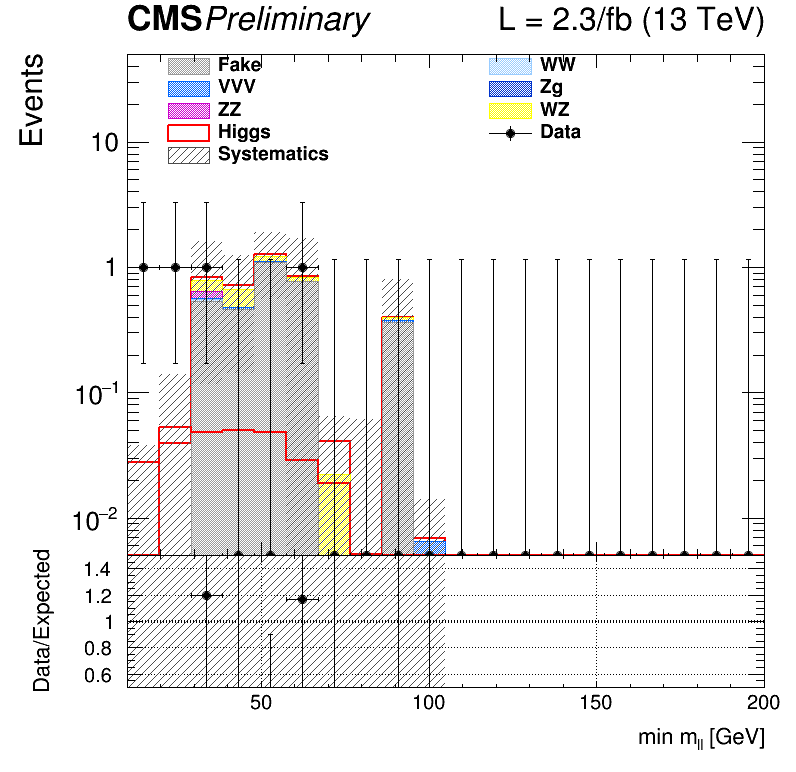 CMS Preliminary L = 2.3/fb (13 TeV)
Events
Fake WW
VVV Zg
ZZ WZ
Higgs Data
Systematics
10
1
10⁻¹
10⁻²
Data/Expected
1.4
1.2
1
0.8
0.6
50 100 150 200
min m_ll [GeV]